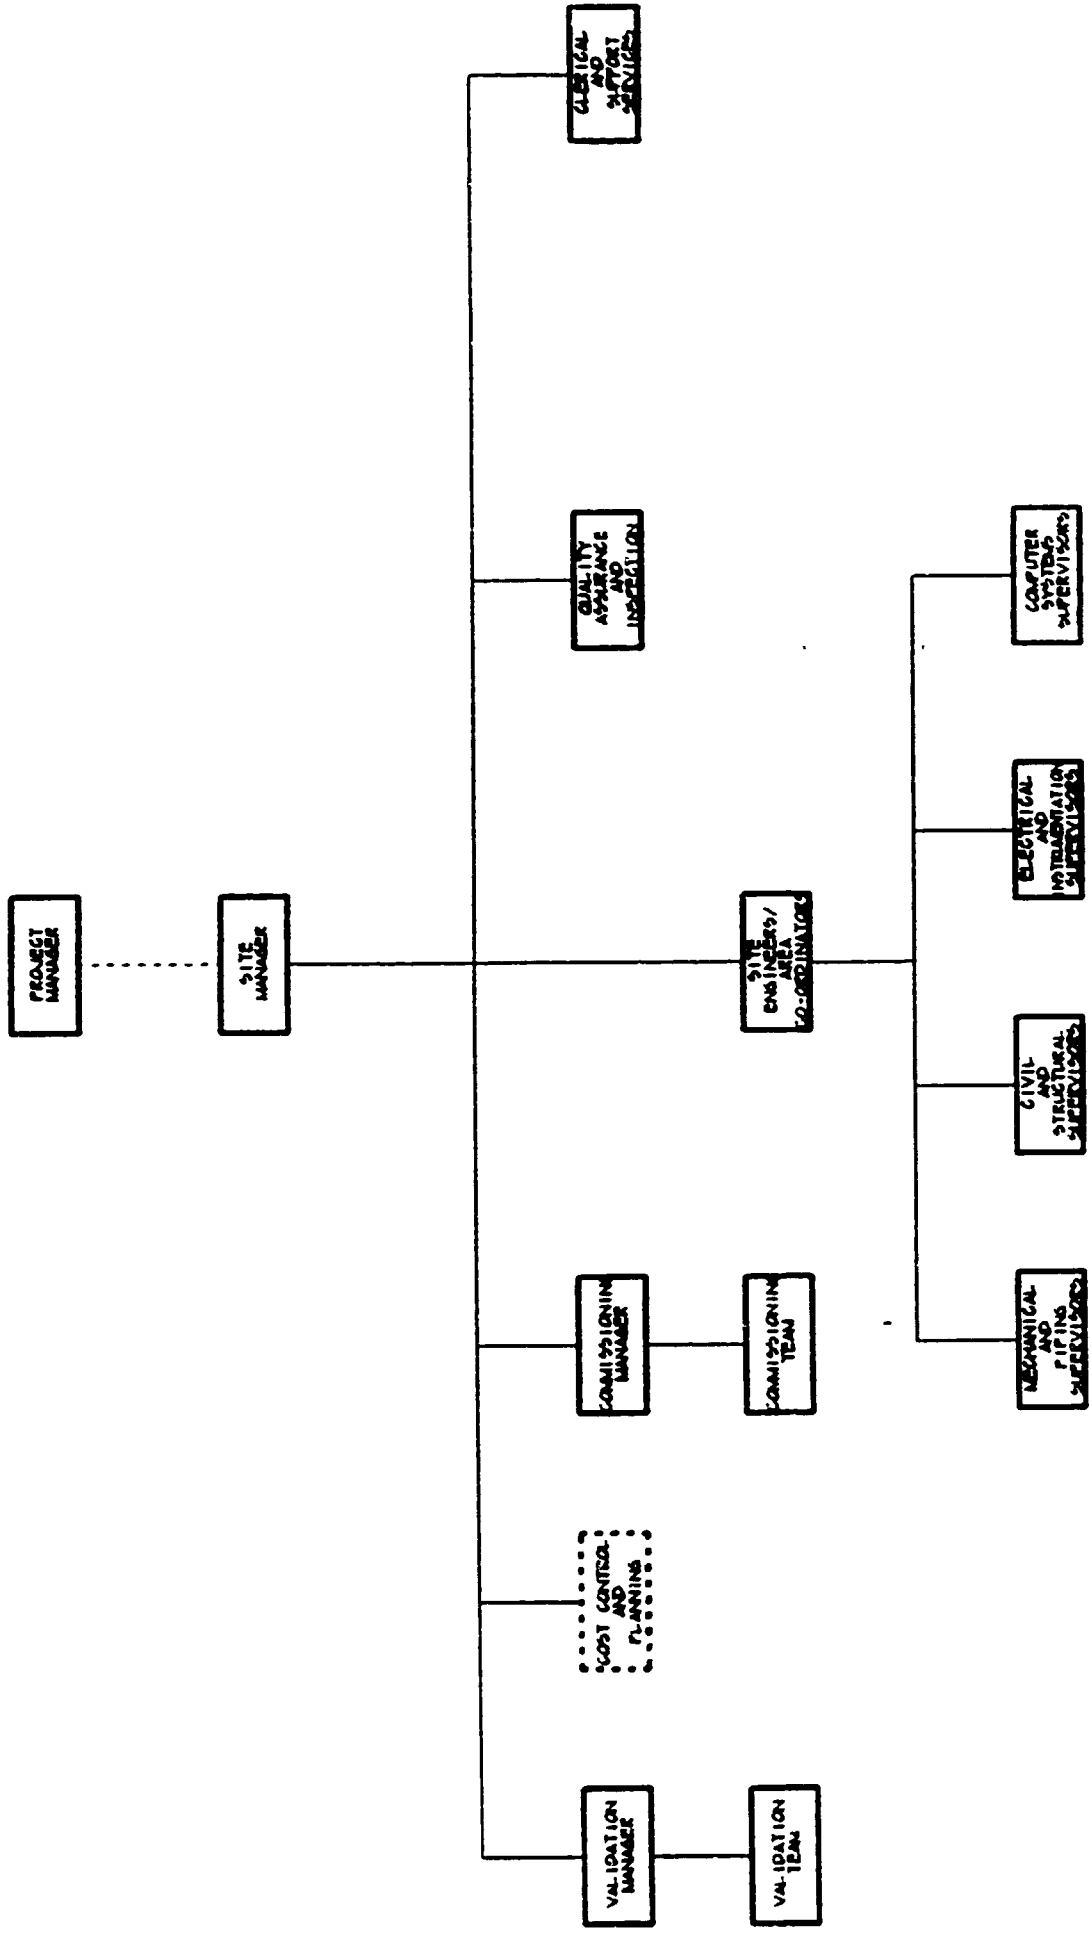 PROJECT
MANAGER
SITE
MANAGER
VALIDATION
MANAGER
COST CONTROL
AND
PLANNING
COMMISSIONIN
MANAGER
QUALITY
ASSURANCE
AND
INSPECTION
CLERICAL
AND
SUPPORT
SERVICES
VALIDATION
TEAM
COMMISSIONIN
TEAM
SITE
ENGINEERS/
AREA
CO-ORDINATORS
MECHANICAL
AND
PIPING
SUPERVISORS
CIVIL
AND
STRUCTURAL
SUPERVISORS
ELECTRICAL
AND
INSTRUMENTATION
SUPERVISORS
COMPUTER
SYSTEMS
SUPERVISORS